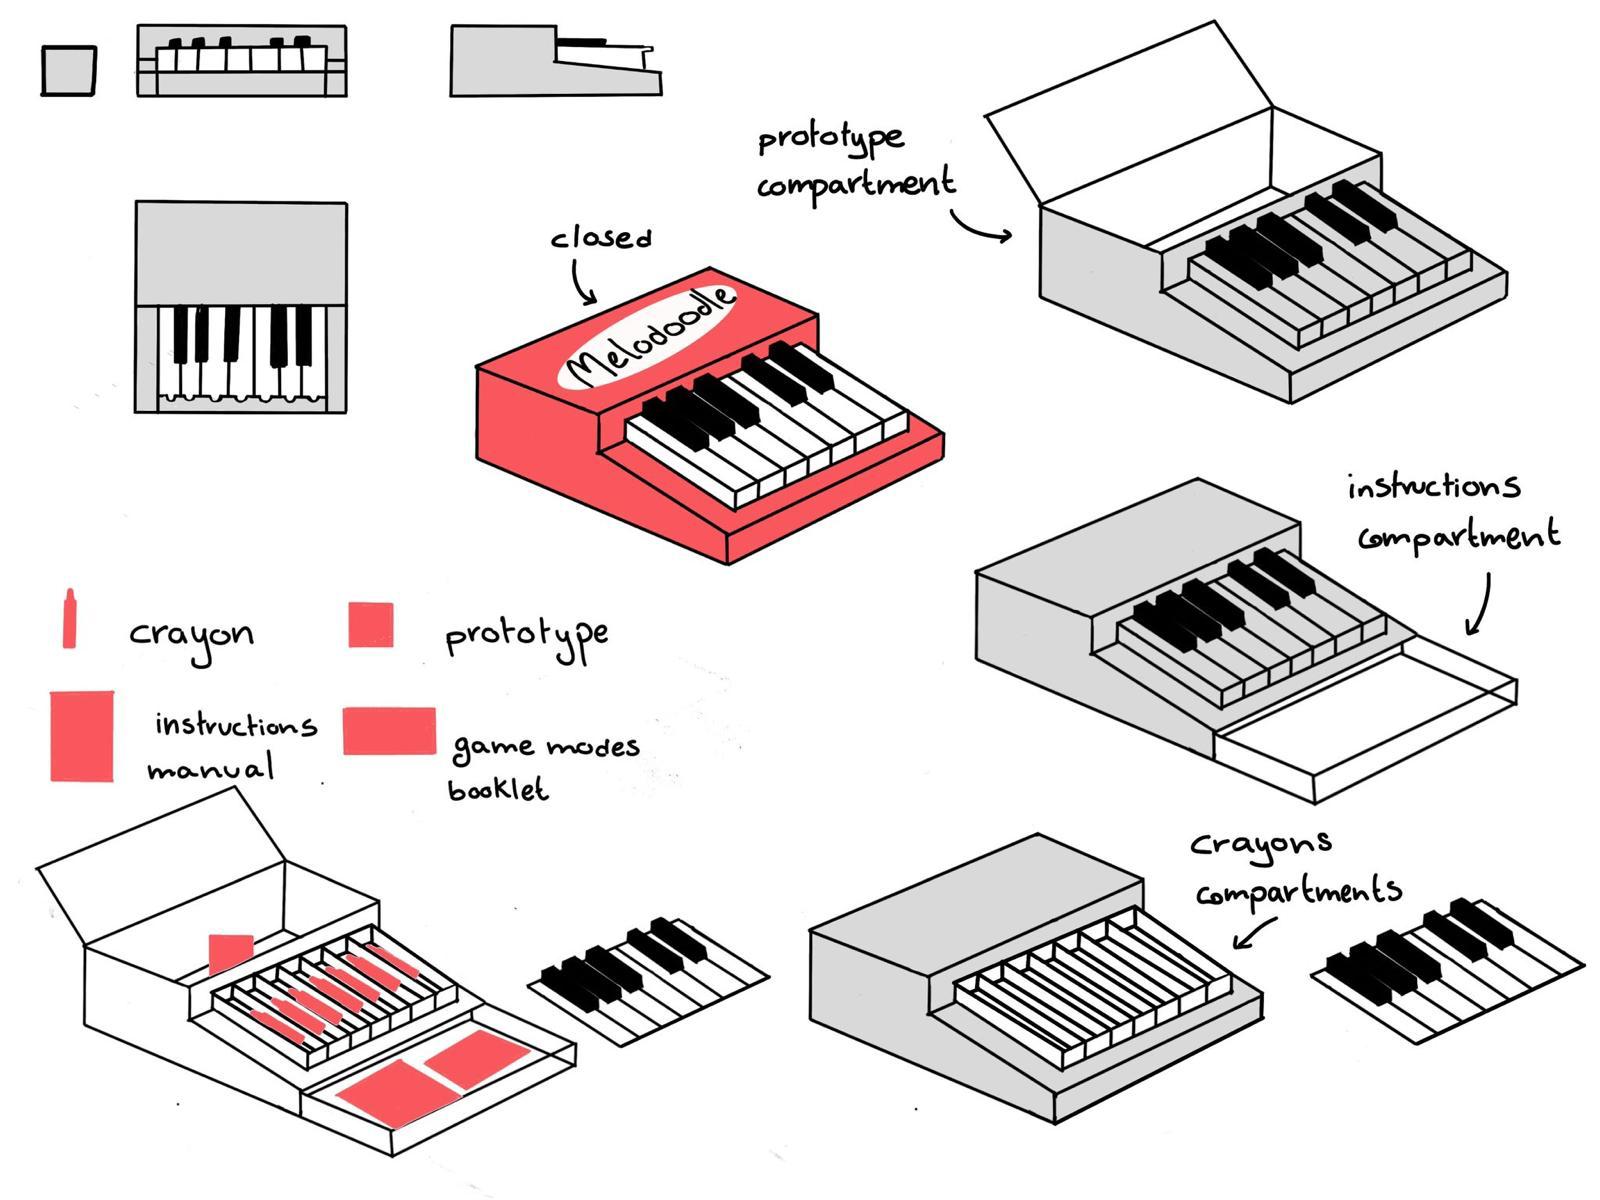 prototype
compartment
closed
Melodoodle
instructions
compartment
crayon
prototype
instructions
manual
game modes
booklet
crayons
compartments